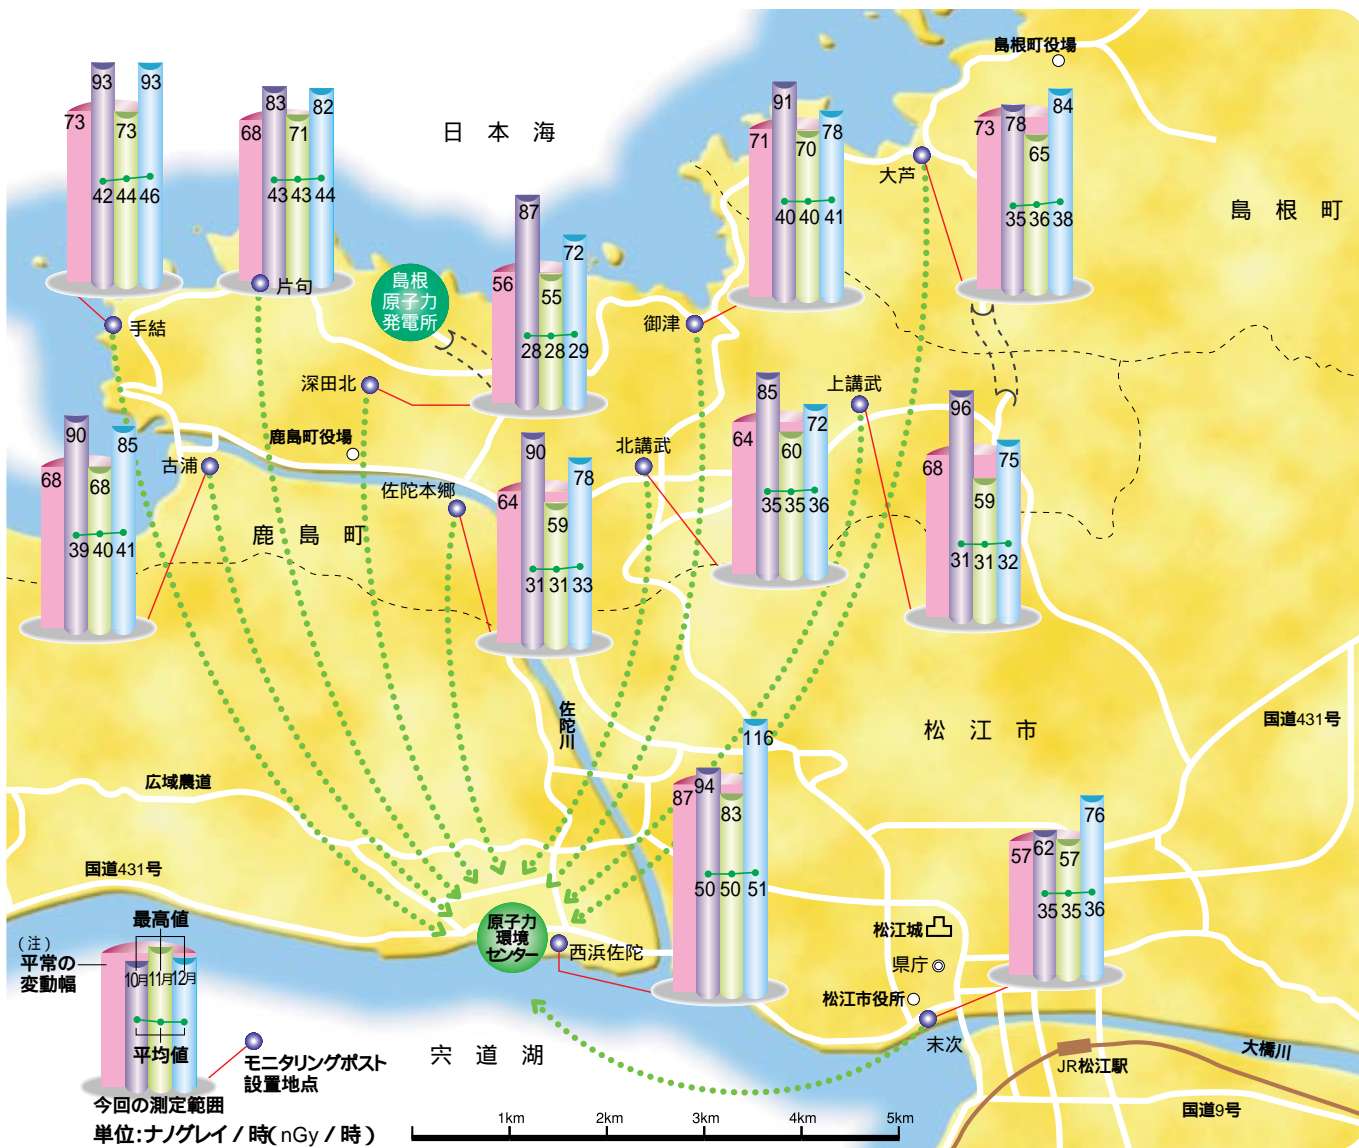 日本海
島根町役場
93
93
73
73
42
44
46
83
82
68
71
43
43
44
87
72
56
55
28
28
29
91
78
71
70
40
40
41
84
78
73
65
35
36
38
大芦
島根町
片句
島根
原子力
発電所
手結
御津
深田北
上講武
鹿島町役場
北講武
古浦
佐陀本郷
鹿島町
90
85
68
68
39
40
41
90
78
64
59
31
31
33
85
72
64
60
35
35
36
96
75
68
59
31
31
32
佐陀川
松江市
国道431号
広域農道
国道431号
116
94
87
83
50
50
51
76
62
57
57
35
35
36
原子力
環境
センター
西浜佐陀
松江城
県庁
松江市役所
末次
大橋川
JR松江駅
国道9号
宍道湖
最高値
(注)
平常の
変動幅
10月
11月
12月
平均値
モニタリングポスト
設置地点
今回の測定範囲
単位:ナノグレイ/時(nGy/時)
1km
2km
3km
4km
5km